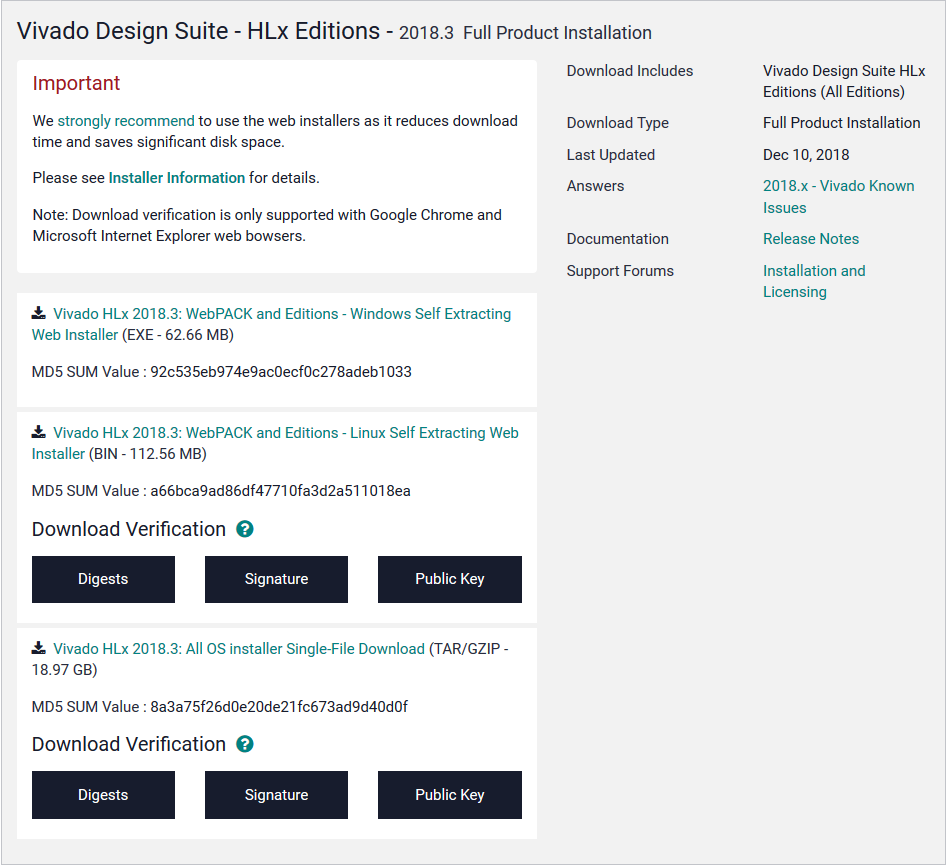 Vivado Design Suite - HLx Editions - 2018.3 Full Product Installation
Important
We strongly recommend to use the web installers as it reduces download
time and saves significant disk space.
Please see Installer Information for details.
Note: Download verification is only supported with Google Chrome and
Microsoft Internet Explorer web bowsers.
Vivado HLx 2018.3: WebPACK and Editions - Windows Self Extracting
Web Installer (EXE - 62.66 MB)
MD5 SUM Value : 92c535eb974e9ac0ecf0c278adeb1033
Vivado HLx 2018.3: WebPACK and Editions - Linux Self Extracting Web
Installer (BIN - 112.56 MB)
MD5 SUM Value : a66bca9ad86df47710fa3d2a511018ea
Download Verification ?
Digests Signature Public Key
Vivado HLx 2018.3: All OS installer Single-File Download (TAR/GZIP -
18.97 GB)
MD5 SUM Value : 8a3a75f26d0e20de21fc673ad9d40d0f
Download Verification ?
Digests Signature Public Key
Download Includes Vivado Design Suite HLx
Editions (All Editions)
Download Type Full Product Installation
Last Updated Dec 10, 2018
Answers 2018.x - Vivado Known
Issues
Documentation Release Notes
Support Forums Installation and
Licensing